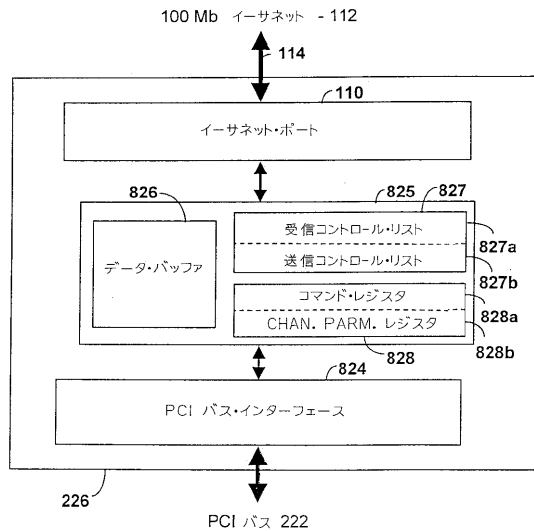 100 Mb イーサネット - 112
114
110
イーサネット・ポート
826
825
827
データ・バッファ
受信コントロール・リスト
827a
送信コントロール・リスト
827b
コマンド・レジスタ
828a
CHAN. PARM. レジスタ
828
828b
824
PCI バス・インターフェース
226
PCI バス 222